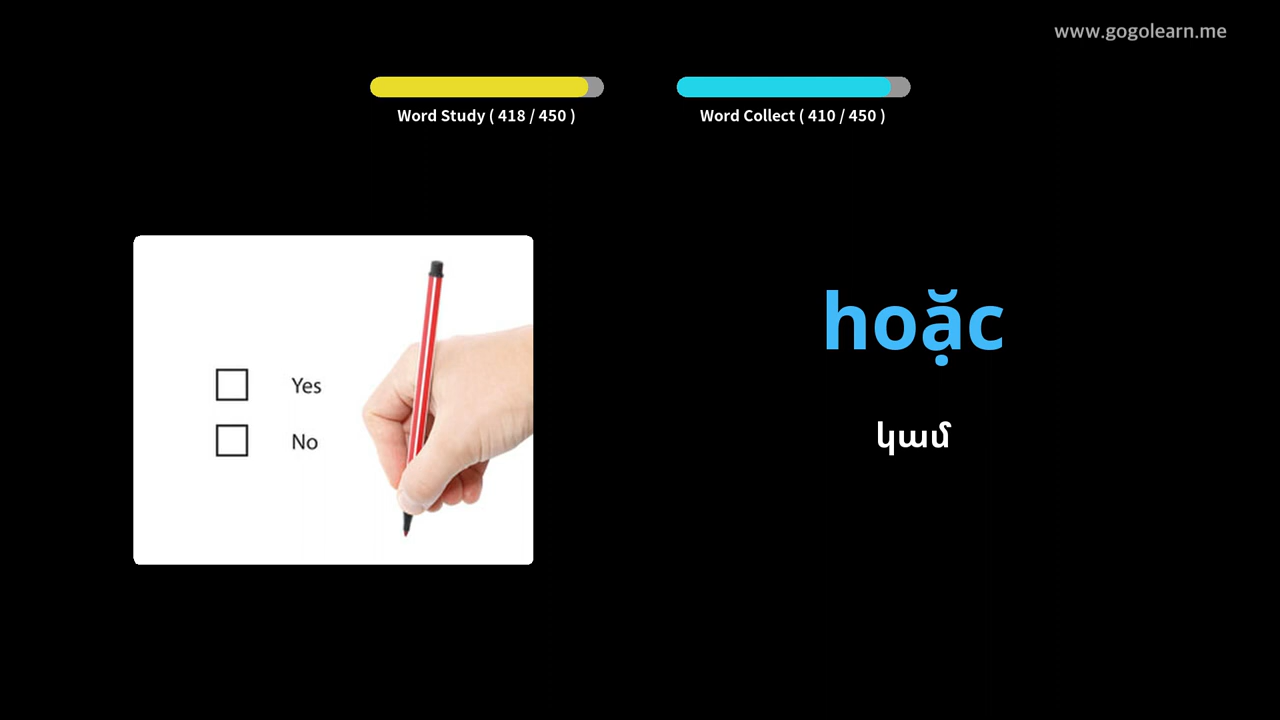 www.gogolearn.me
Word Study ( 418 / 450 )
Word Collect ( 410 / 450 )
Yes
No
hoặc
կամ